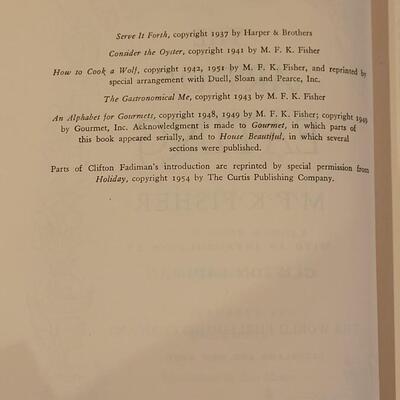 Serve It Forth, copyright 1937 by Harper & Brothers
Consider the Oyster, copyright 1941 by M. F. K. Fisher
How to Cook a Wolf, copyright 1942, 1951 by M. F. K. Fisher, and reprinted by
special arrangement with Duell, Sloan and Pearce, Inc.
The Gastronomical Me, copyright 1943 by M. F. K. Fisher
An Alphabet for Gourmets, copyright 1948, 1949 by M. F. K. Fisher; copyright 1949
by Gourmet, Inc. Acknowledgment is made to Gourmet, in which parts of
this book appeared serially, and to House Beautiful, in which several
sections were published.
Parts of Clifton Fadiman's introduction are reprinted by special permission from
Holiday, copyright 1954 by The Curtis Publishing Company.
M F K FISHER